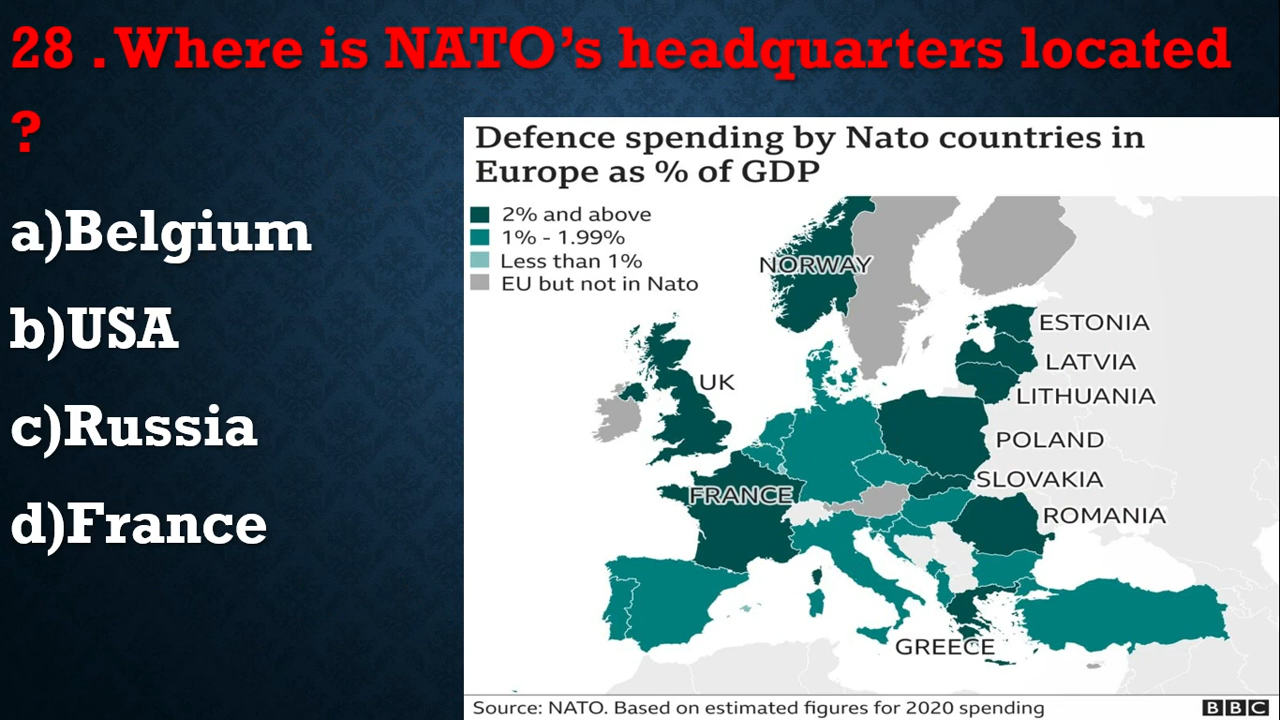 28 . Where is NATO’s headquarters located
?
a)Belgium
b)USA
c)Russia
d)France
Defence spending by Nato countries in
Europe as % of GDP
2% and above
1% - 1.99%
Less than 1%
EU but not in Nato
NORWAY
ESTONIA
LATVIA
UK
LITHUANIA
POLAND
SLOVAKIA
FRANCE
ROMANIA
GREECE
Source: NATO. Based on estimated figures for 2020 spending
BBC